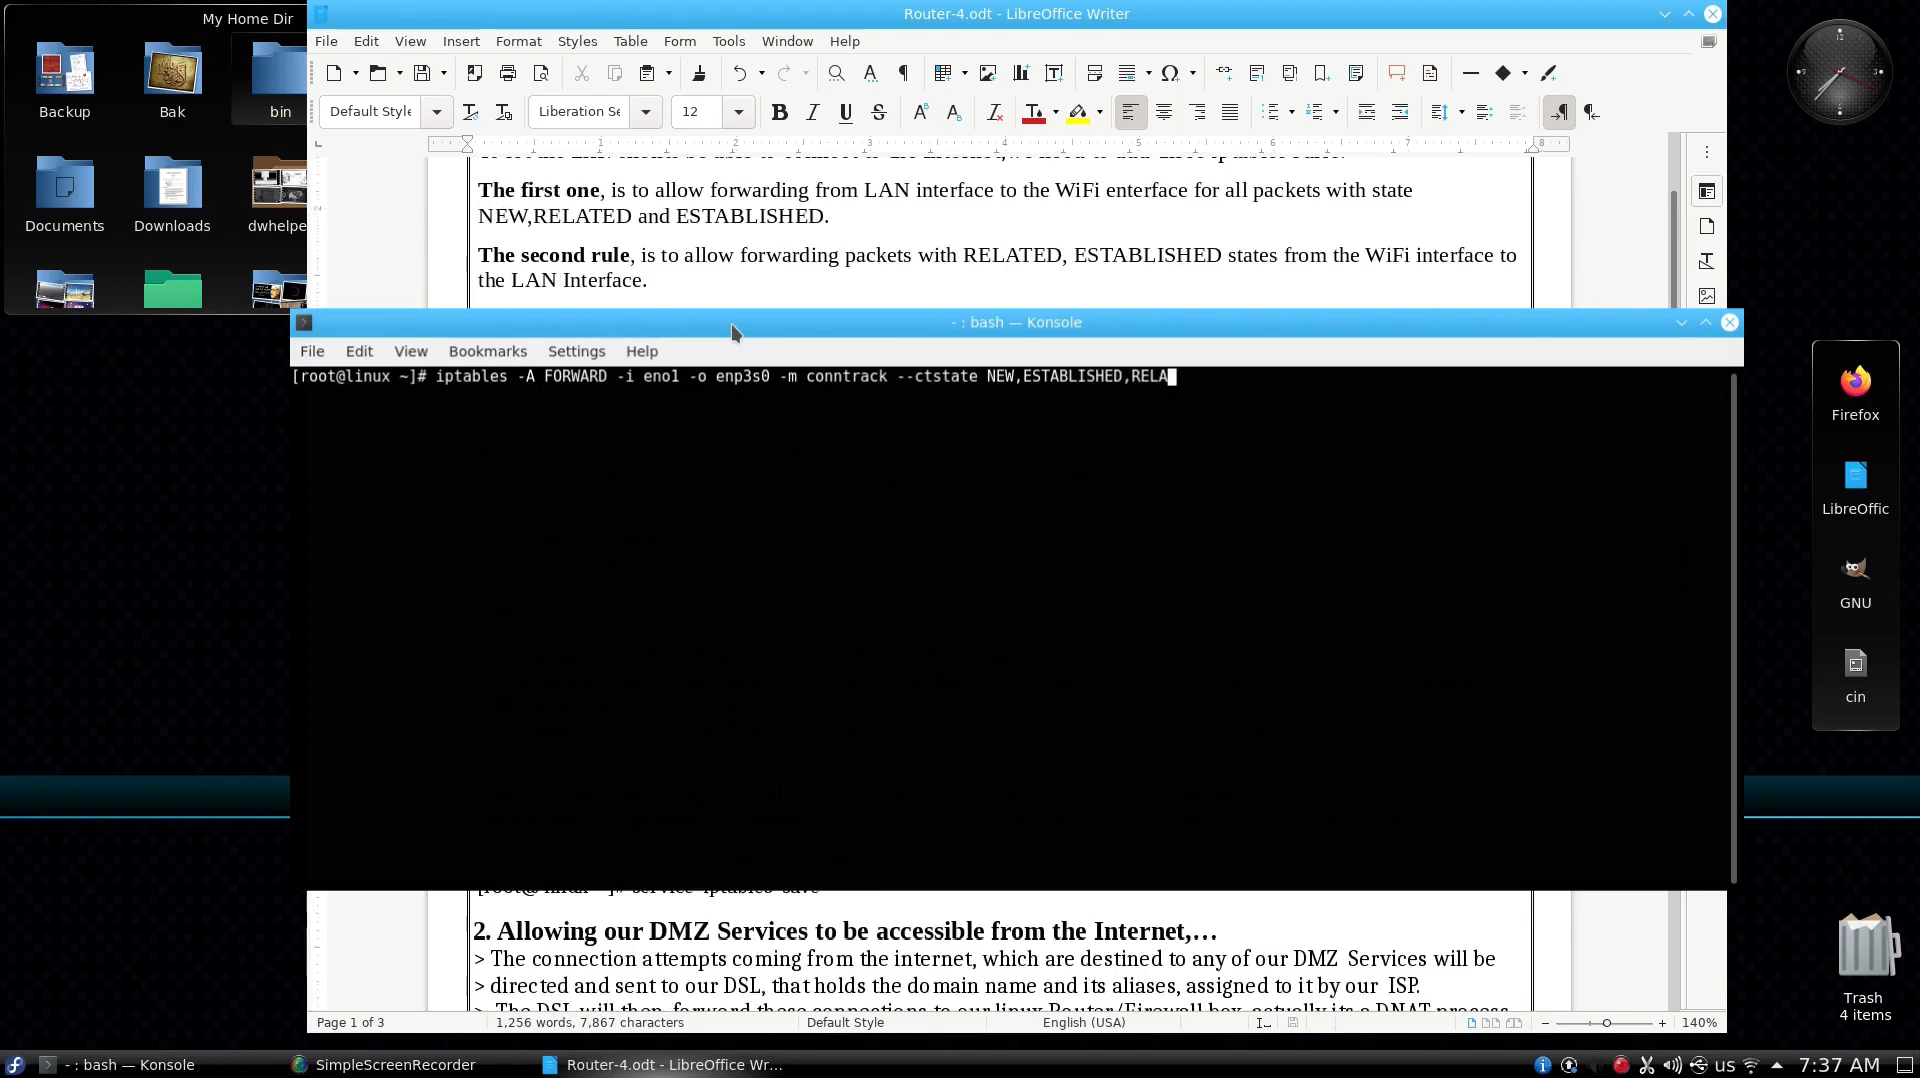 My Home Dir
Backup
Bak
bin
Documents
Downloads
dwhelpe
Router-4.odt - LibreOffice Writer
File Edit View Insert Format Styles Table Form Tools Window Help
Default Style
Liberation Se
12
The first one, is to allow forwarding from LAN interface to the WiFi enterface for all packets with state
NEW,RELATED and ESTABLISHED.
The second rule, is to allow forwarding packets with RELATED, ESTABLISHED states from the WiFi interface to
the LAN Interface.
- : bash — Konsole
File Edit View Bookmarks Settings Help
[root@linux ~]# iptables -A FORWARD -i eno1 -o enp3s0 -m conntrack --ctstate NEW,ESTABLISHED,RELA
2. Allowing our DMZ Services to be accessible from the Internet,…
> The connection attempts coming from the internet, which are destined to any of our DMZ Services will be
> directed and sent to our DSL, that holds the domain name and its aliases, assigned to it by our ISP.
Page 1 of 3
1,256 words, 7,867 characters
Default Style
English (USA)
140%
Firefox
LibreOffic
GNU
cin
Trash
4 items
- : bash — Konsole
SimpleScreenRecorder
Router-4.odt - LibreOffice Wr...
us
7:37 AM